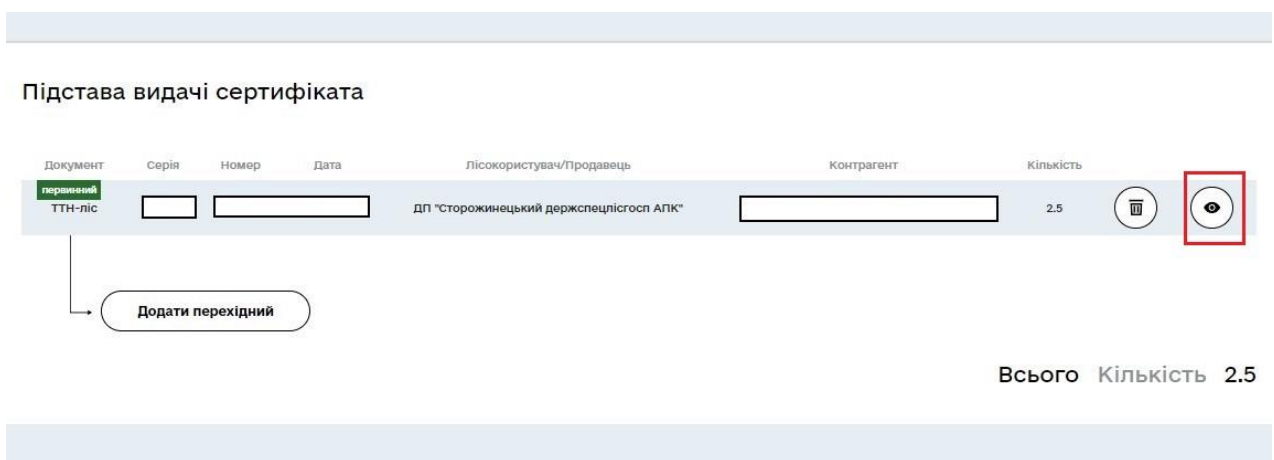 Підстава видачі сертифіката
Документ Серія Номер Дата Лісокористувач/Продавець Контрагент Кількість
первинний
ТТН-ліс ДП "Сторожинецький держспецлісгосп АПК" 2.5
Додати перехідний
Всього Кількість 2.5